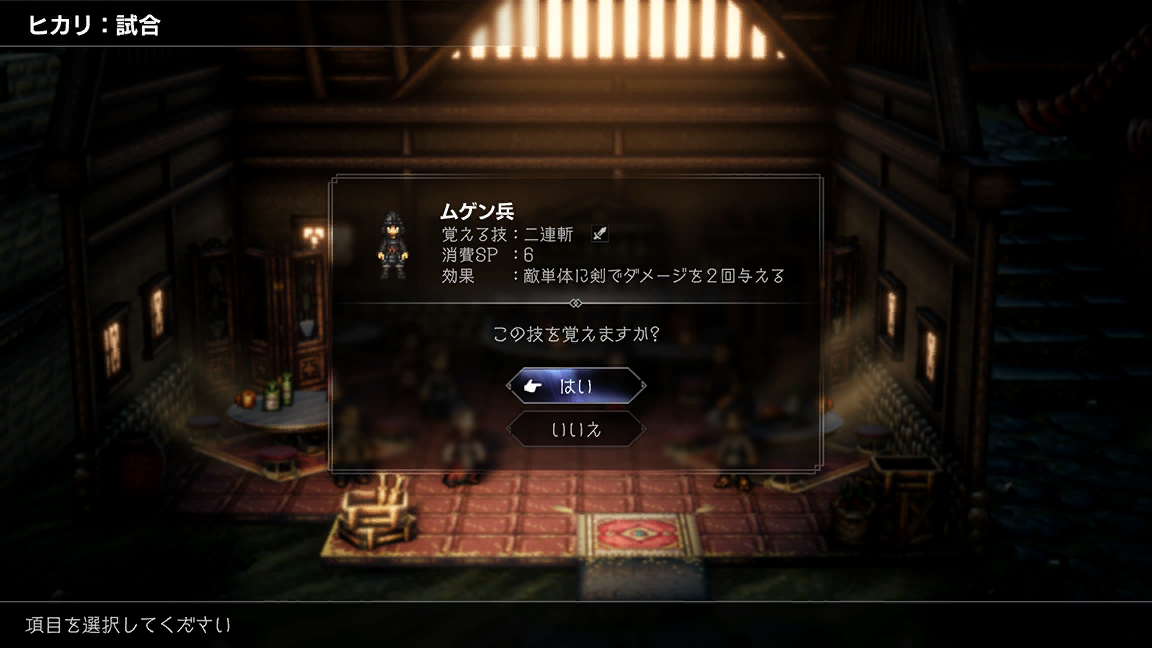 ヒカリ：試合
ムゲン兵
覚える技：二連斬
消費SP ：6
効果 ：敵単体に剣でダメージを２回与える
この技を覚えますか？
はい
いいえ
項目を選択してください